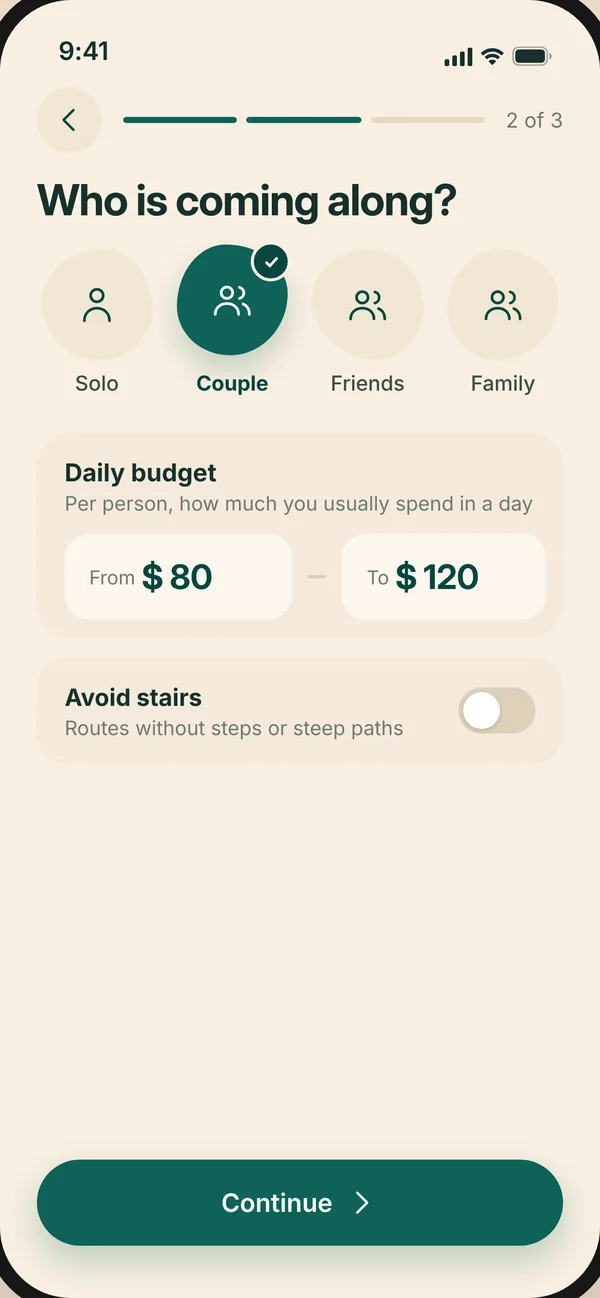 9:41
2 of 3
Who is coming along?
Solo
Couple
Friends
Family
Daily budget
Per person, how much you usually spend in a day
From $ 80
To $ 120
Avoid stairs
Routes without steps or steep paths
Continue